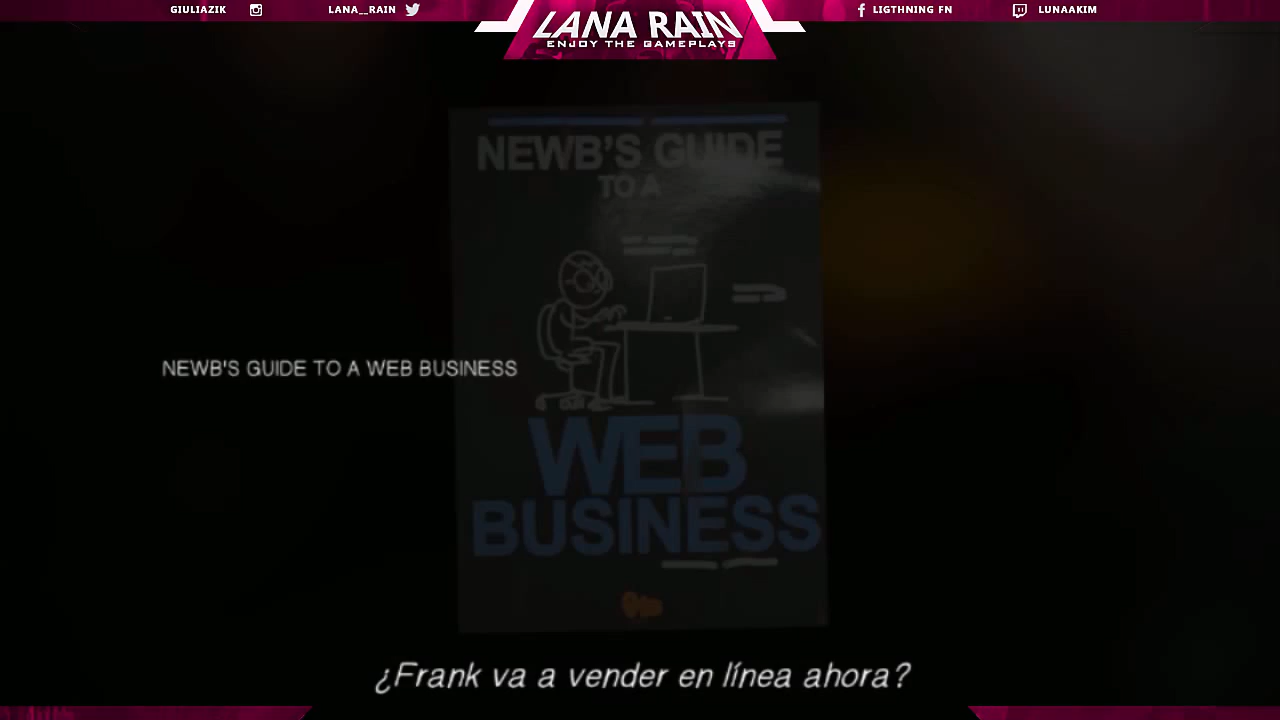 GIULIAZIK
LANA__RAIN
LANA RAIN
ENJOY THE GAMEPLAYS
LIGTHNING FN
LUNAAKIM
NEWB'S GUIDE
TO A
WEB
BUSINESS
NEWB'S GUIDE TO A WEB BUSINESS
¿Frank va a vender en línea ahora?